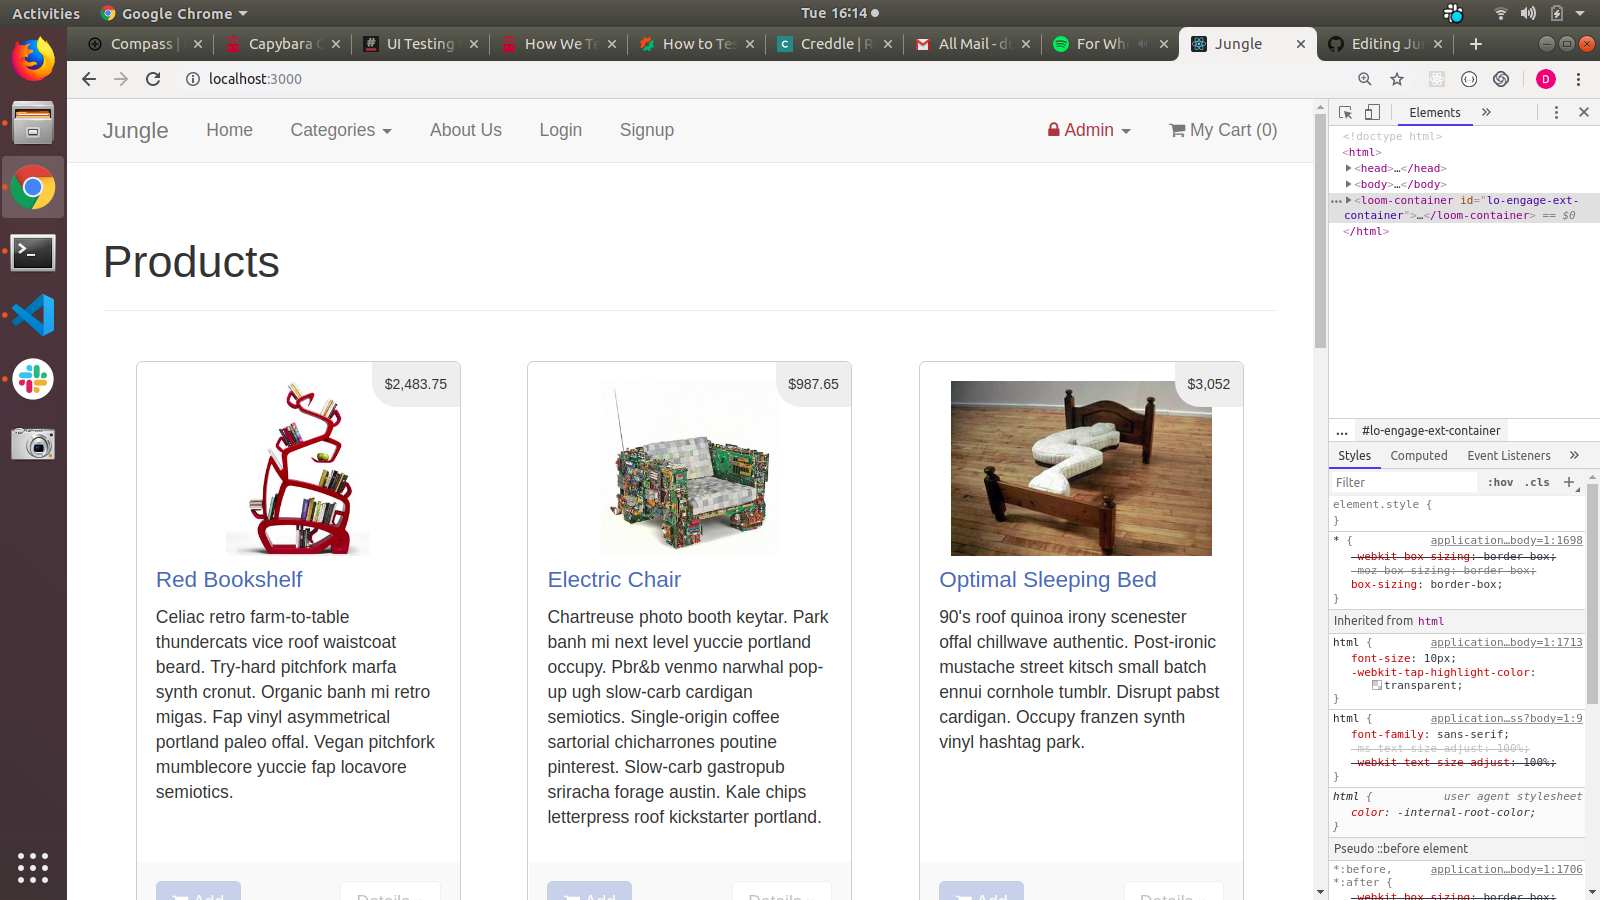 Activities
Google Chrome
Tue 16:14
Compass |
Capybara
UI Testing
How We Te
How to Tes
Creddle | R
All Mail - d
For Wh
Jungle
Editing Ju
localhost:3000
D
Jungle
Home
Categories
About Us
Login
Signup
Admin
My Cart (0)
Products
$2,483.75
Red Bookshelf
Celiac retro farm-to-table
thundercats vice roof waistcoat
beard. Try-hard pitchfork marfa
synth cronut. Organic banh mi retro
migas. Fap vinyl asymmetrical
portland paleo offal. Vegan pitchfork
mumblecore yuccie fap locavore
semiotics.
Add
Details
$987.65
Electric Chair
Chartreuse photo booth keytar. Park
banh mi next level yuccie portland
occupy. Pbr&b venmo narwhal pop-
up ugh slow-carb cardigan
semiotics. Single-origin coffee
sartorial chicharrones poutine
pinterest. Slow-carb gastropub
sriracha forage austin. Kale chips
letterpress roof kickstarter portland.
Add
Details
$3,052
Optimal Sleeping Bed
90's roof quinoa irony scenester
offal chillwave authentic. Post-ironic
mustache street kitsch small batch
ennui cornhole tumblr. Disrupt pabst
cardigan. Occupy franzen synth
vinyl hashtag park.
Add
Details
Elements »
<!doctype html>
<html>
<head>…</head>
<body>…</body>
<loom-container id="lo-engage-ext-
container">…</loom-container> == $0
</html>
... #lo-engage-ext-container
Styles Computed Event Listeners »
Filter :hov .cls +
element.style {
}
* { application…body=1:1698
-webkit-box-sizing: border-box;
-moz-box-sizing: border-box;
box-sizing: border-box;
}
Inherited from html
html { application…body=1:1713
font-size: 10px;
-webkit-tap-highlight-color:
transparent;
}
html { application…ss?body=1:9
font-family: sans-serif;
-ms-text-size-adjust: 100%;
-webkit-text-size-adjust: 100%;
}
html { user agent stylesheet
color: -internal-root-color;
}
Pseudo ::before element
*:before, application…body=1:1706
*:after {
-webkit-box-sizing: border-box;